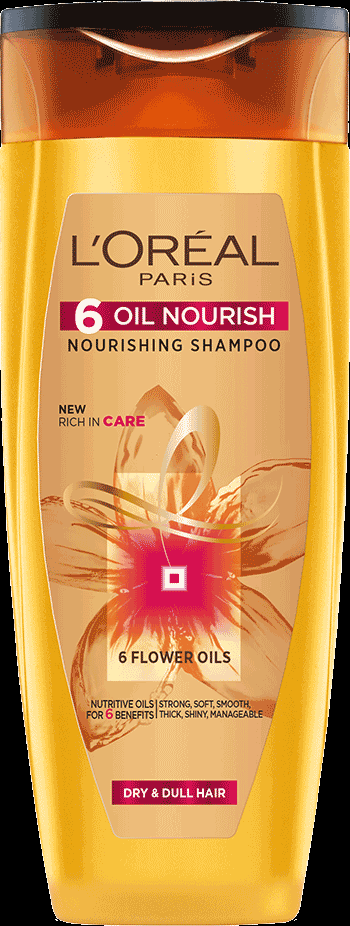 L'ORÉAL
PARiS
6 OIL NOURISH
NOURISHING SHAMPOO
NEW
RICH IN CARE
6 FLOWER OILS
NUTRITIVE OILS | STRONG, SOFT, SMOOTH,
FOR 6 BENEFITS | THICK, SHINY, MANAGEABLE
DRY & DULL HAIR